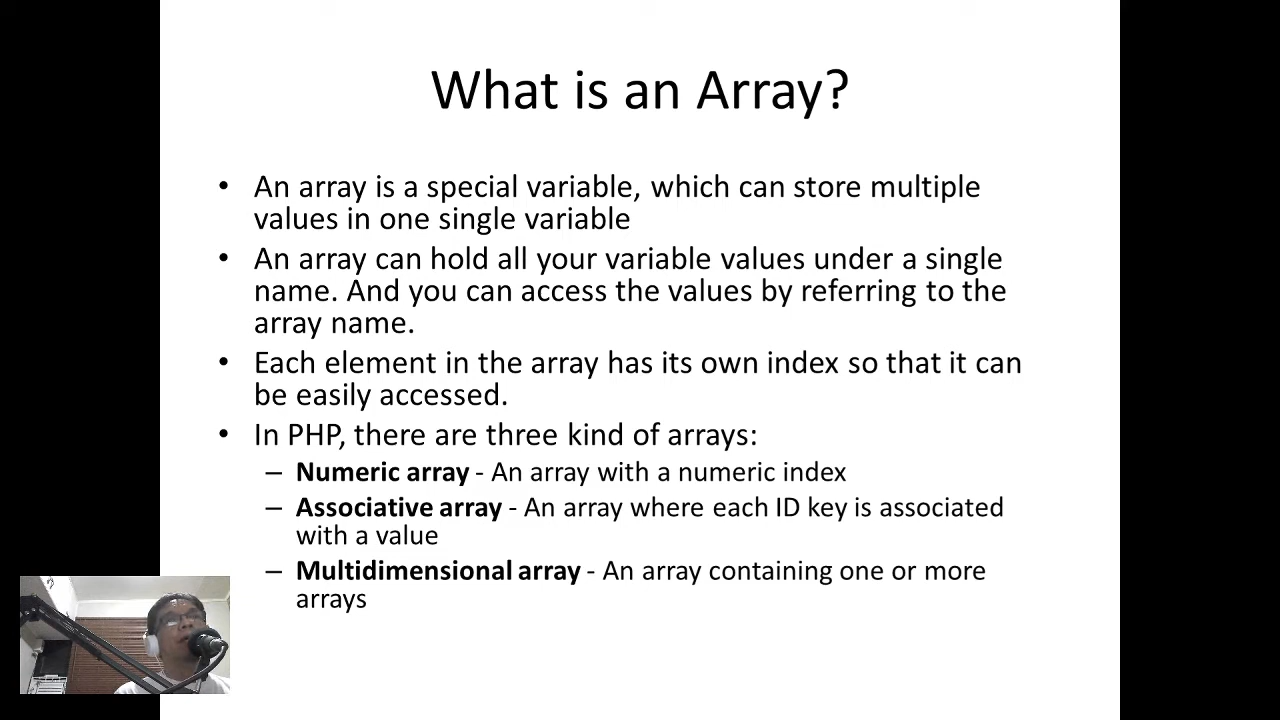 What is an Array?
• An array is a special variable, which can store multiple
values in one single variable
• An array can hold all your variable values under a single
name. And you can access the values by referring to the
array name.
• Each element in the array has its own index so that it can
be easily accessed.
• In PHP, there are three kind of arrays:
– Numeric array - An array with a numeric index
– Associative array - An array where each ID key is associated
with a value
– Multidimensional array - An array containing one or more
arrays